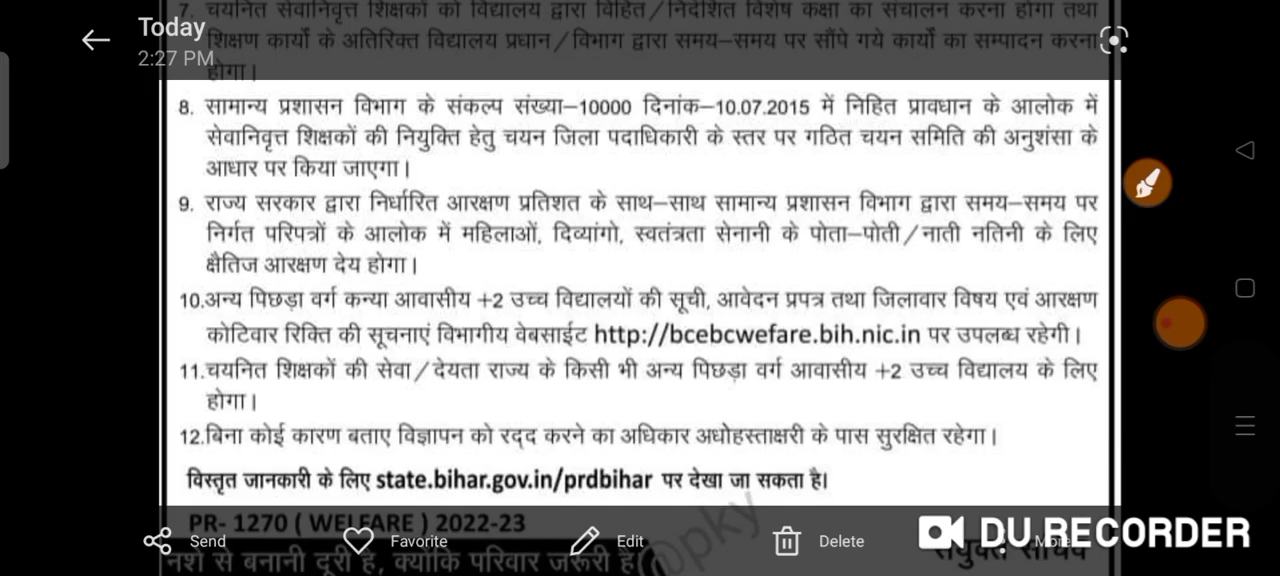 Today
2:27 PM
7. चयनित सेवानिवृत्त शिक्षकों को विद्यालय द्वारा विहित/निदेशित विशेष कक्षा का संचालन करना होगा तथा
शिक्षण कार्यों के अतिरिक्त विद्यालय प्रधान/विभाग द्वारा समय–समय पर सौंपे गये कार्यों का सम्पादन करना
होगा।
8. सामान्य प्रशासन विभाग के संकल्प संख्या–10000 दिनांक–10.07.2015 में निहित प्रावधान के आलोक में
सेवानिवृत्त शिक्षकों की नियुक्ति हेतु चयन जिला पदाधिकारी के स्तर पर गठित चयन समिति की अनुशंसा के
आधार पर किया जाएगा।
9. राज्य सरकार द्वारा निर्धारित आरक्षण प्रतिशत के साथ–साथ सामान्य प्रशासन विभाग द्वारा समय–समय पर
निर्गत परिपत्रों के आलोक में महिलाओं, दिव्यांगो, स्वतंत्रता सेनानी के पोता–पोती/नाती नतिनी के लिए
क्षैतिज आरक्षण देय होगा।
10.अन्य पिछड़ा वर्ग कन्या आवासीय +2 उच्च विद्यालयों की सूची, आवेदन प्रपत्र तथा जिलावार विषय एवं आरक्षण
कोटिवार रिक्ति की सूचनाएं विभागीय वेबसाईट http://bcebcwefare.bih.nic.in पर उपलब्ध रहेगी।
11.चयनित शिक्षकों की सेवा/देयता राज्य के किसी भी अन्य पिछड़ा वर्ग आवासीय +2 उच्च विद्यालय के लिए
होगा।
12.बिना कोई कारण बताए विज्ञापन को रद्द करने का अधिकार अधोहस्ताक्षरी के पास सुरक्षित रहेगा।
विस्तृत जानकारी के लिए state.bihar.gov.in/prdbihar पर देखा जा सकता है।
PR- 1270 ( WELFARE ) 2022-23
संयुक्त सचिव
Send
Favorite
Edit
Delete
More
DU RECORDER
नशे से बनानी दूरी है, क्योंकि परिवार जरूरी है